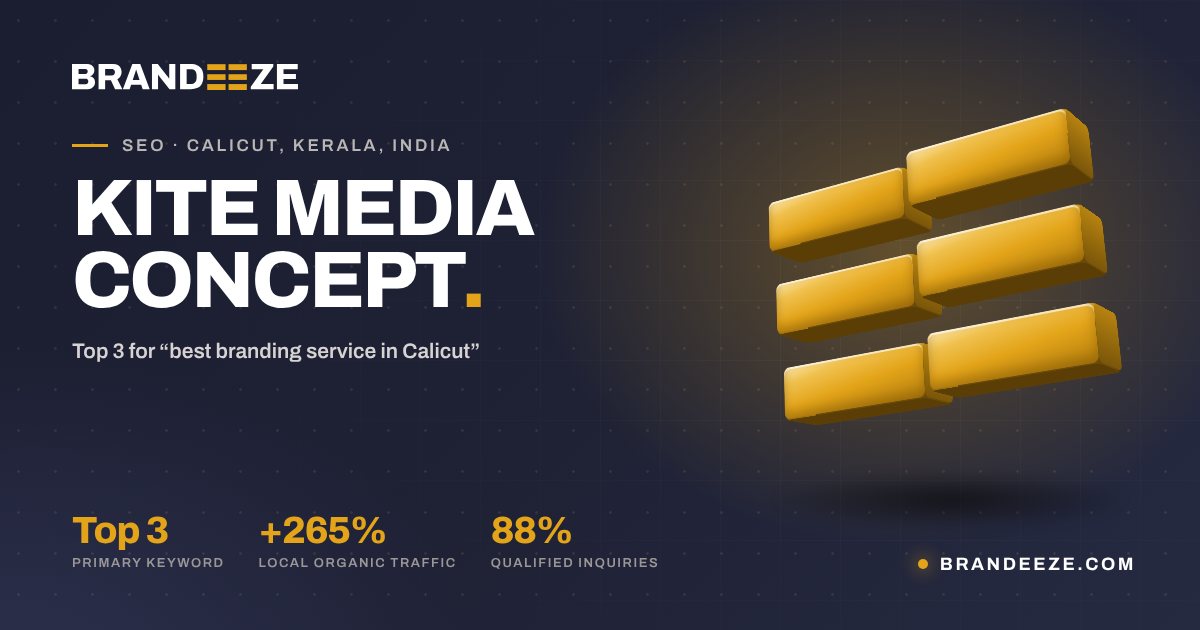 BRANDEEZE
SEO · CALICUT, KERALA, INDIA
KITE MEDIA
CONCEPT.
Top 3 for “best branding service in Calicut”
Top 3
PRIMARY KEYWORD
+265%
LOCAL ORGANIC TRAFFIC
88%
QUALIFIED INQUIRIES
BRANDEEZE.COM